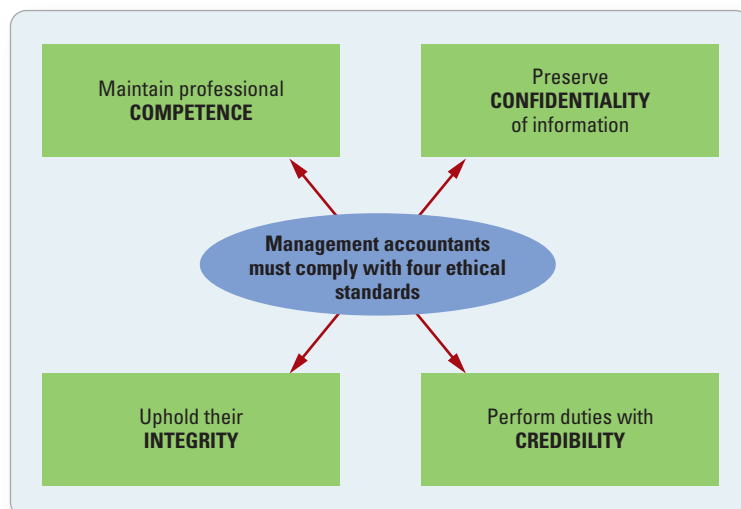 Maintain professional
COMPETENCE
Preserve
CONFIDENTIALITY
of information
Management accountants
must comply with four ethical
standards
Uphold their
INTEGRITY
Perform duties with
CREDIBILITY